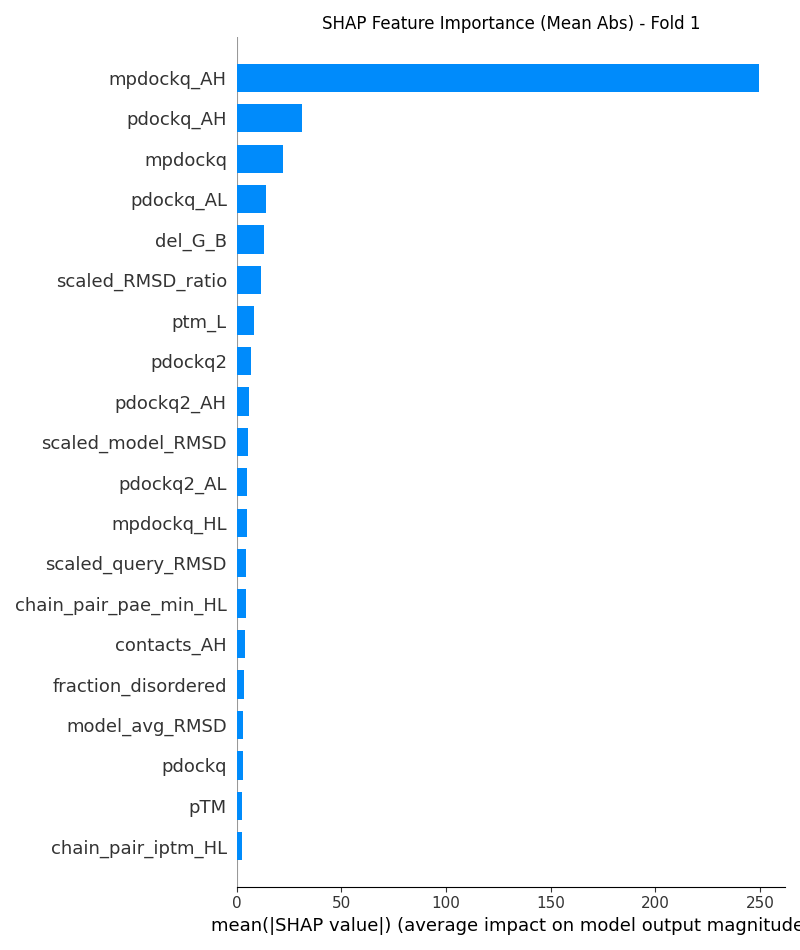 SHAP Feature Importance (Mean Abs) - Fold 1
mpdockq_AH
pdockq_AH
mpdockq
pdockq_AL
del_G_B
scaled_RMSD_ratio
ptm_L
pdockq2
pdockq2_AH
scaled_model_RMSD
pdockq2_AL
mpdockq_HL
scaled_query_RMSD
chain_pair_pae_min_HL
contacts_AH
fraction_disordered
model_avg_RMSD
pdockq
pTM
chain_pair_iptm_HL
0 50 100 150 200 250
mean(|SHAP value|) (average impact on model output magnitude